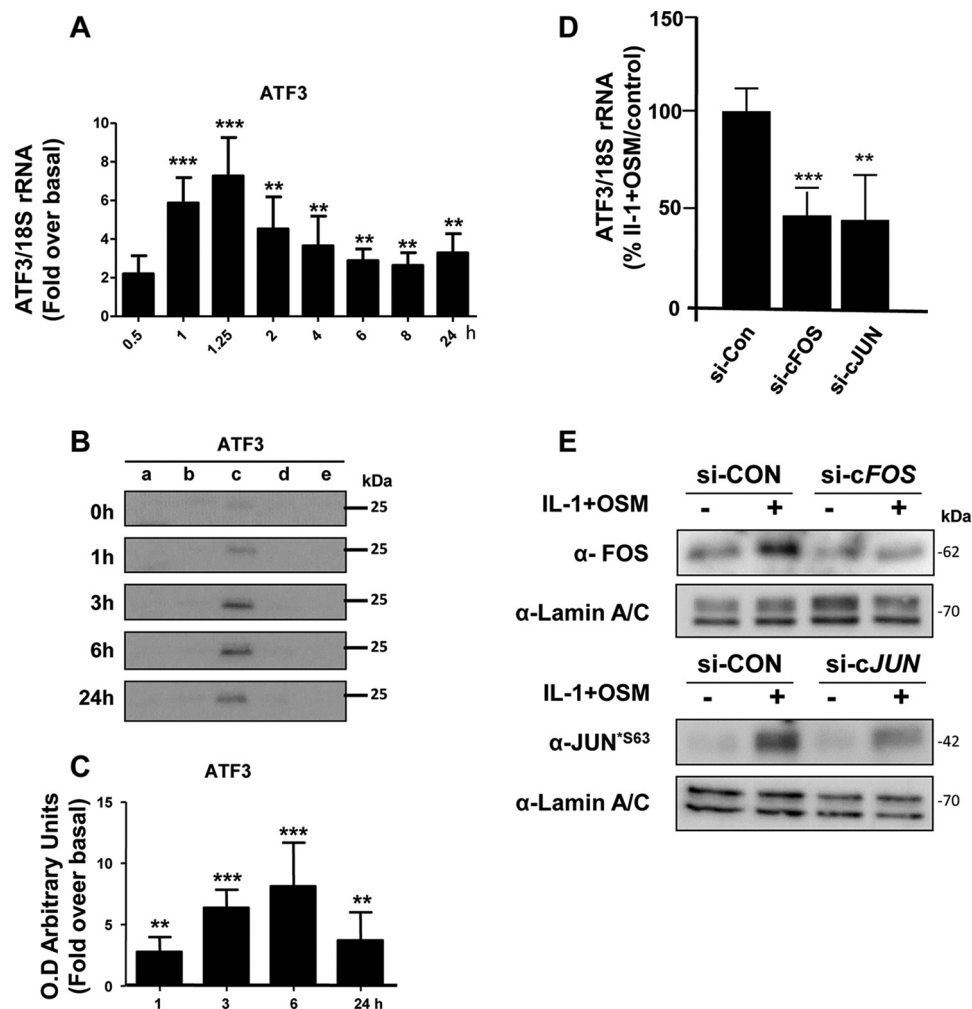 A
ATF3
ATF3/18S rRNA
(Fold over basal)
10
8
6
4
2
0
*** *** ** ** ** ** **
0.5 1 1.25 2 4 6 8 24 h
B
ATF3
a b c d e kDa
0h 25
1h 25
3h 25
6h 25
24h 25
C
ATF3
O.D Arbitrary Units
(Fold oveer basal)
15
10
5
0
** *** *** **
1 3 6 24 h
D
ATF3/18S rRNA
(% Il-1+OSM/control)
150
100
50
0
*** **
si-Con si-cFOS si-cJUN
E
si-CON si-cFOS
IL-1+OSM - + - + kDa
α- FOS -62
α-Lamin A/C -70
si-CON si-cJUN
IL-1+OSM - + - +
α-JUN*S63 -42
α-Lamin A/C -70